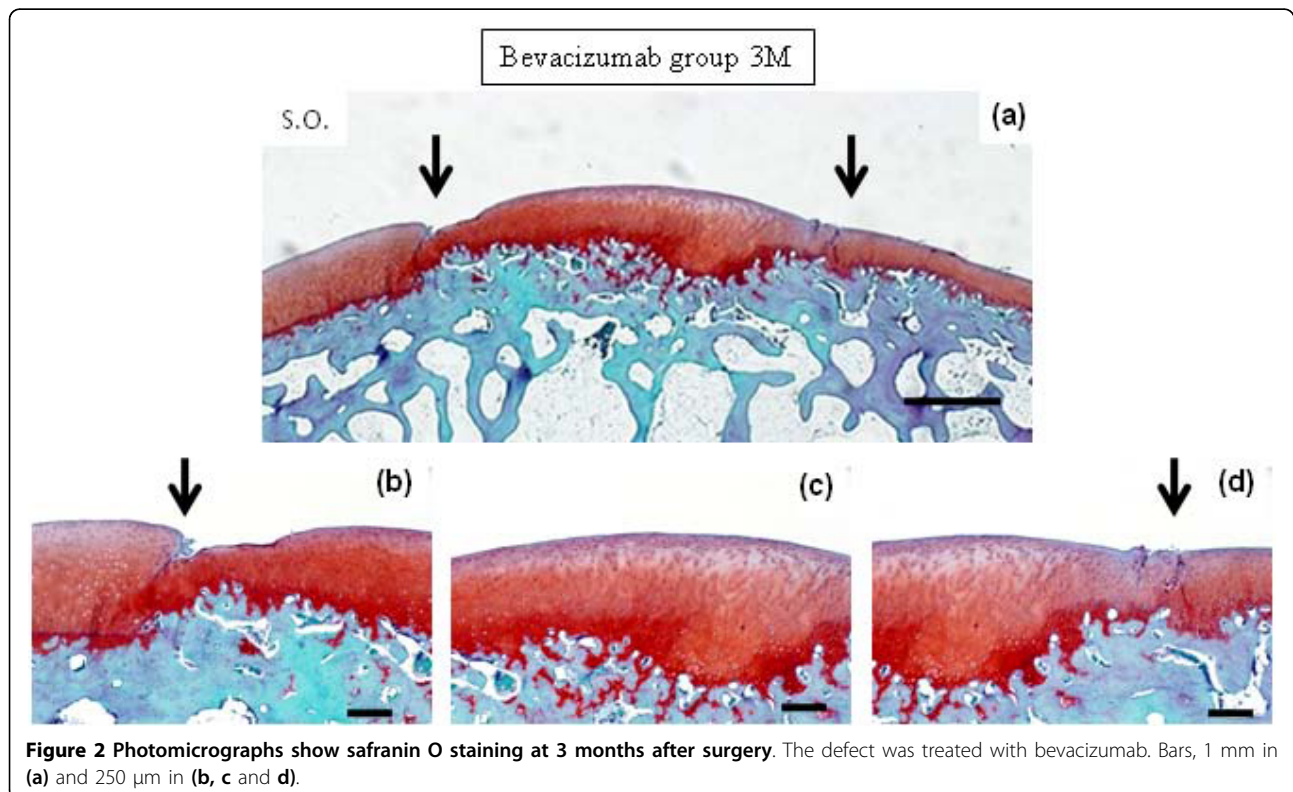 Bevacizumab group 3M
S.O.
(a)
(b)
(c)
(d)
Figure 2 Photomicrographs show safranin O staining at 3 months after surgery. The defect was treated with bevacizumab. Bars, 1 mm in
(a) and 250 μm in (b, c and d).